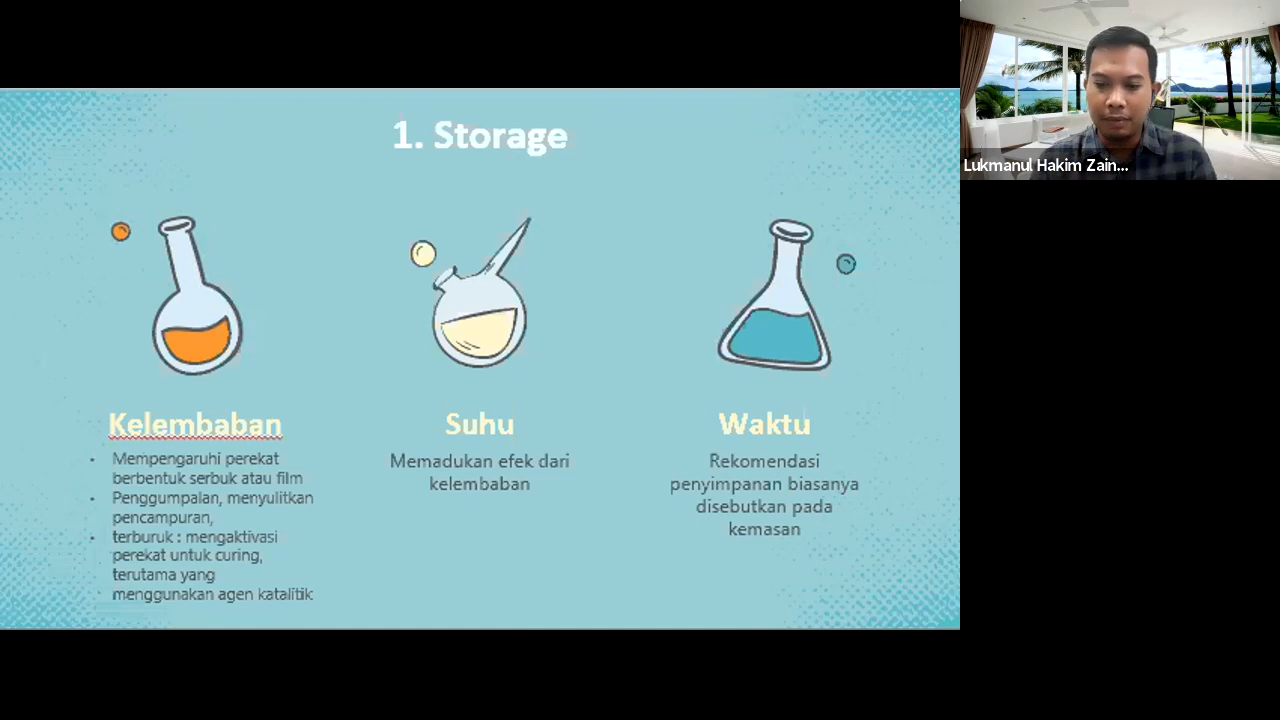 1. Storage
Kelembaban
Mempengaruhi perekat
berbentuk serbuk atau film
Penggumpalan, menyulitkan
pencampuran,
terburuk : mengaktivasi
perekat untuk curing,
terutama yang
menggunakan agen katalitik
Suhu
Memadukan efek dari
kelembaban
Waktu
Rekomendasi
penyimpanan biasanya
disebutkan pada
kemasan
Lukmanul Hakim Zain...